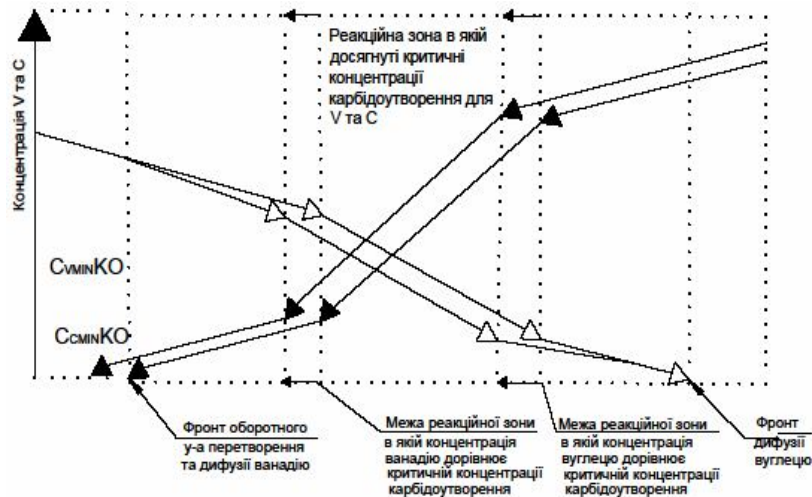 Концентрація V та С
Реакційна зона в якій
досягнуті критичні
концентрації
карбідоутворення для
V та С
CVMINKO
CCMINKO
Фронт оборотного
y-a перетворення
та дифузії ванадію
Межа реакційної зони
в якій концентрація
ванадію дорівнює
критичній концентрації
карбідоутворення
Межа реакційної зони
в якій концентрація
вуглецю дорівнює
критичній концентрації
карбідоутворення
Фронт
дифузії
вуглецю